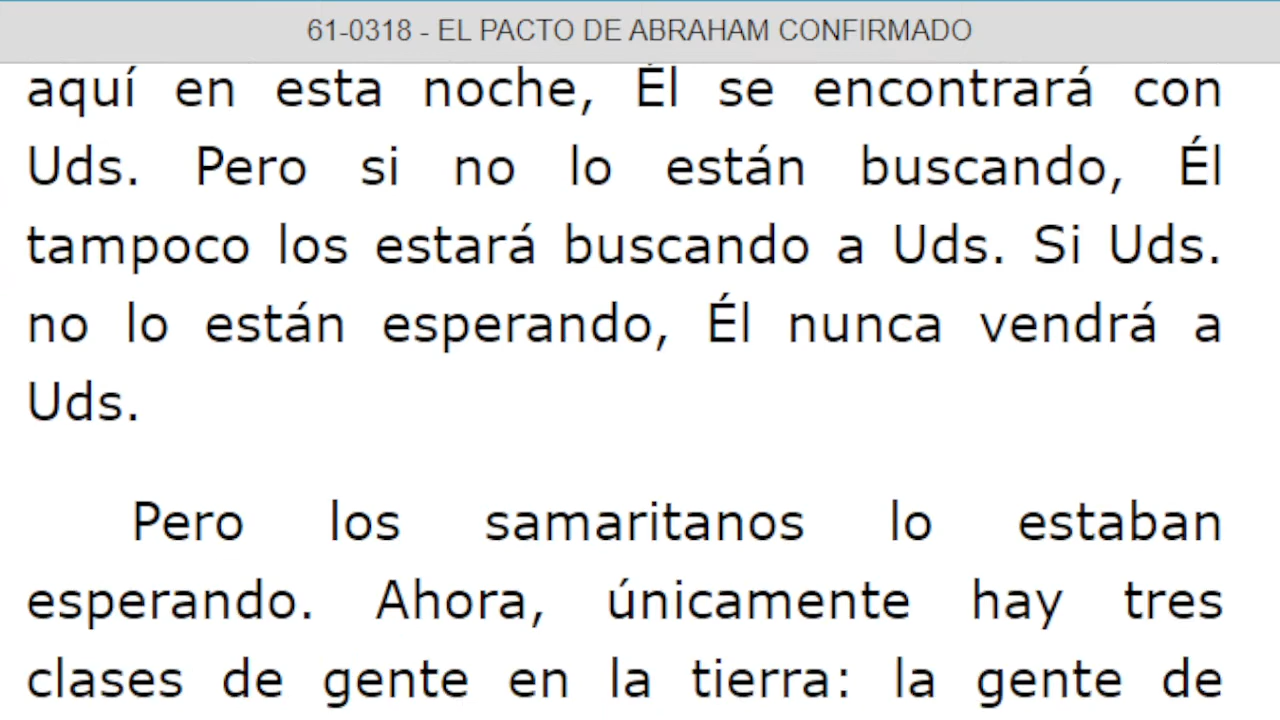 61-0318 - EL PACTO DE ABRAHAM CONFIRMADO
aquí en esta noche, Él se encontrará con
Uds. Pero si no lo están buscando, Él
tampoco los estará buscando a Uds. Si Uds.
no lo están esperando, Él nunca vendrá a
Uds.
Pero los samaritanos lo estaban
esperando. Ahora, únicamente hay tres
clases de gente en la tierra: la gente de